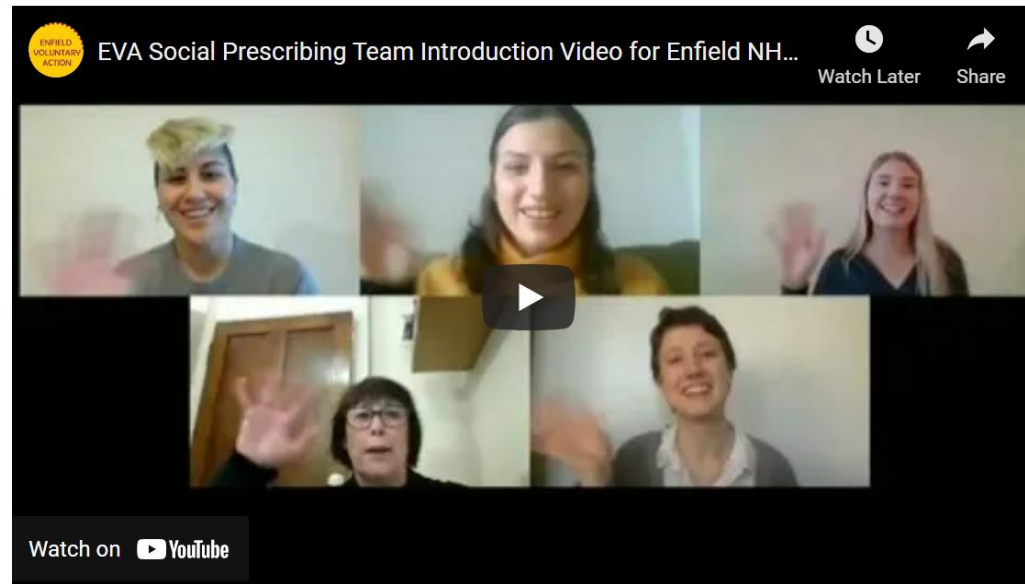 ENFIELD
VOLUNTARY
ACTION
EVA Social Prescribing Team Introduction Video for Enfield NH...
Watch Later
Share
Watch on YouTube